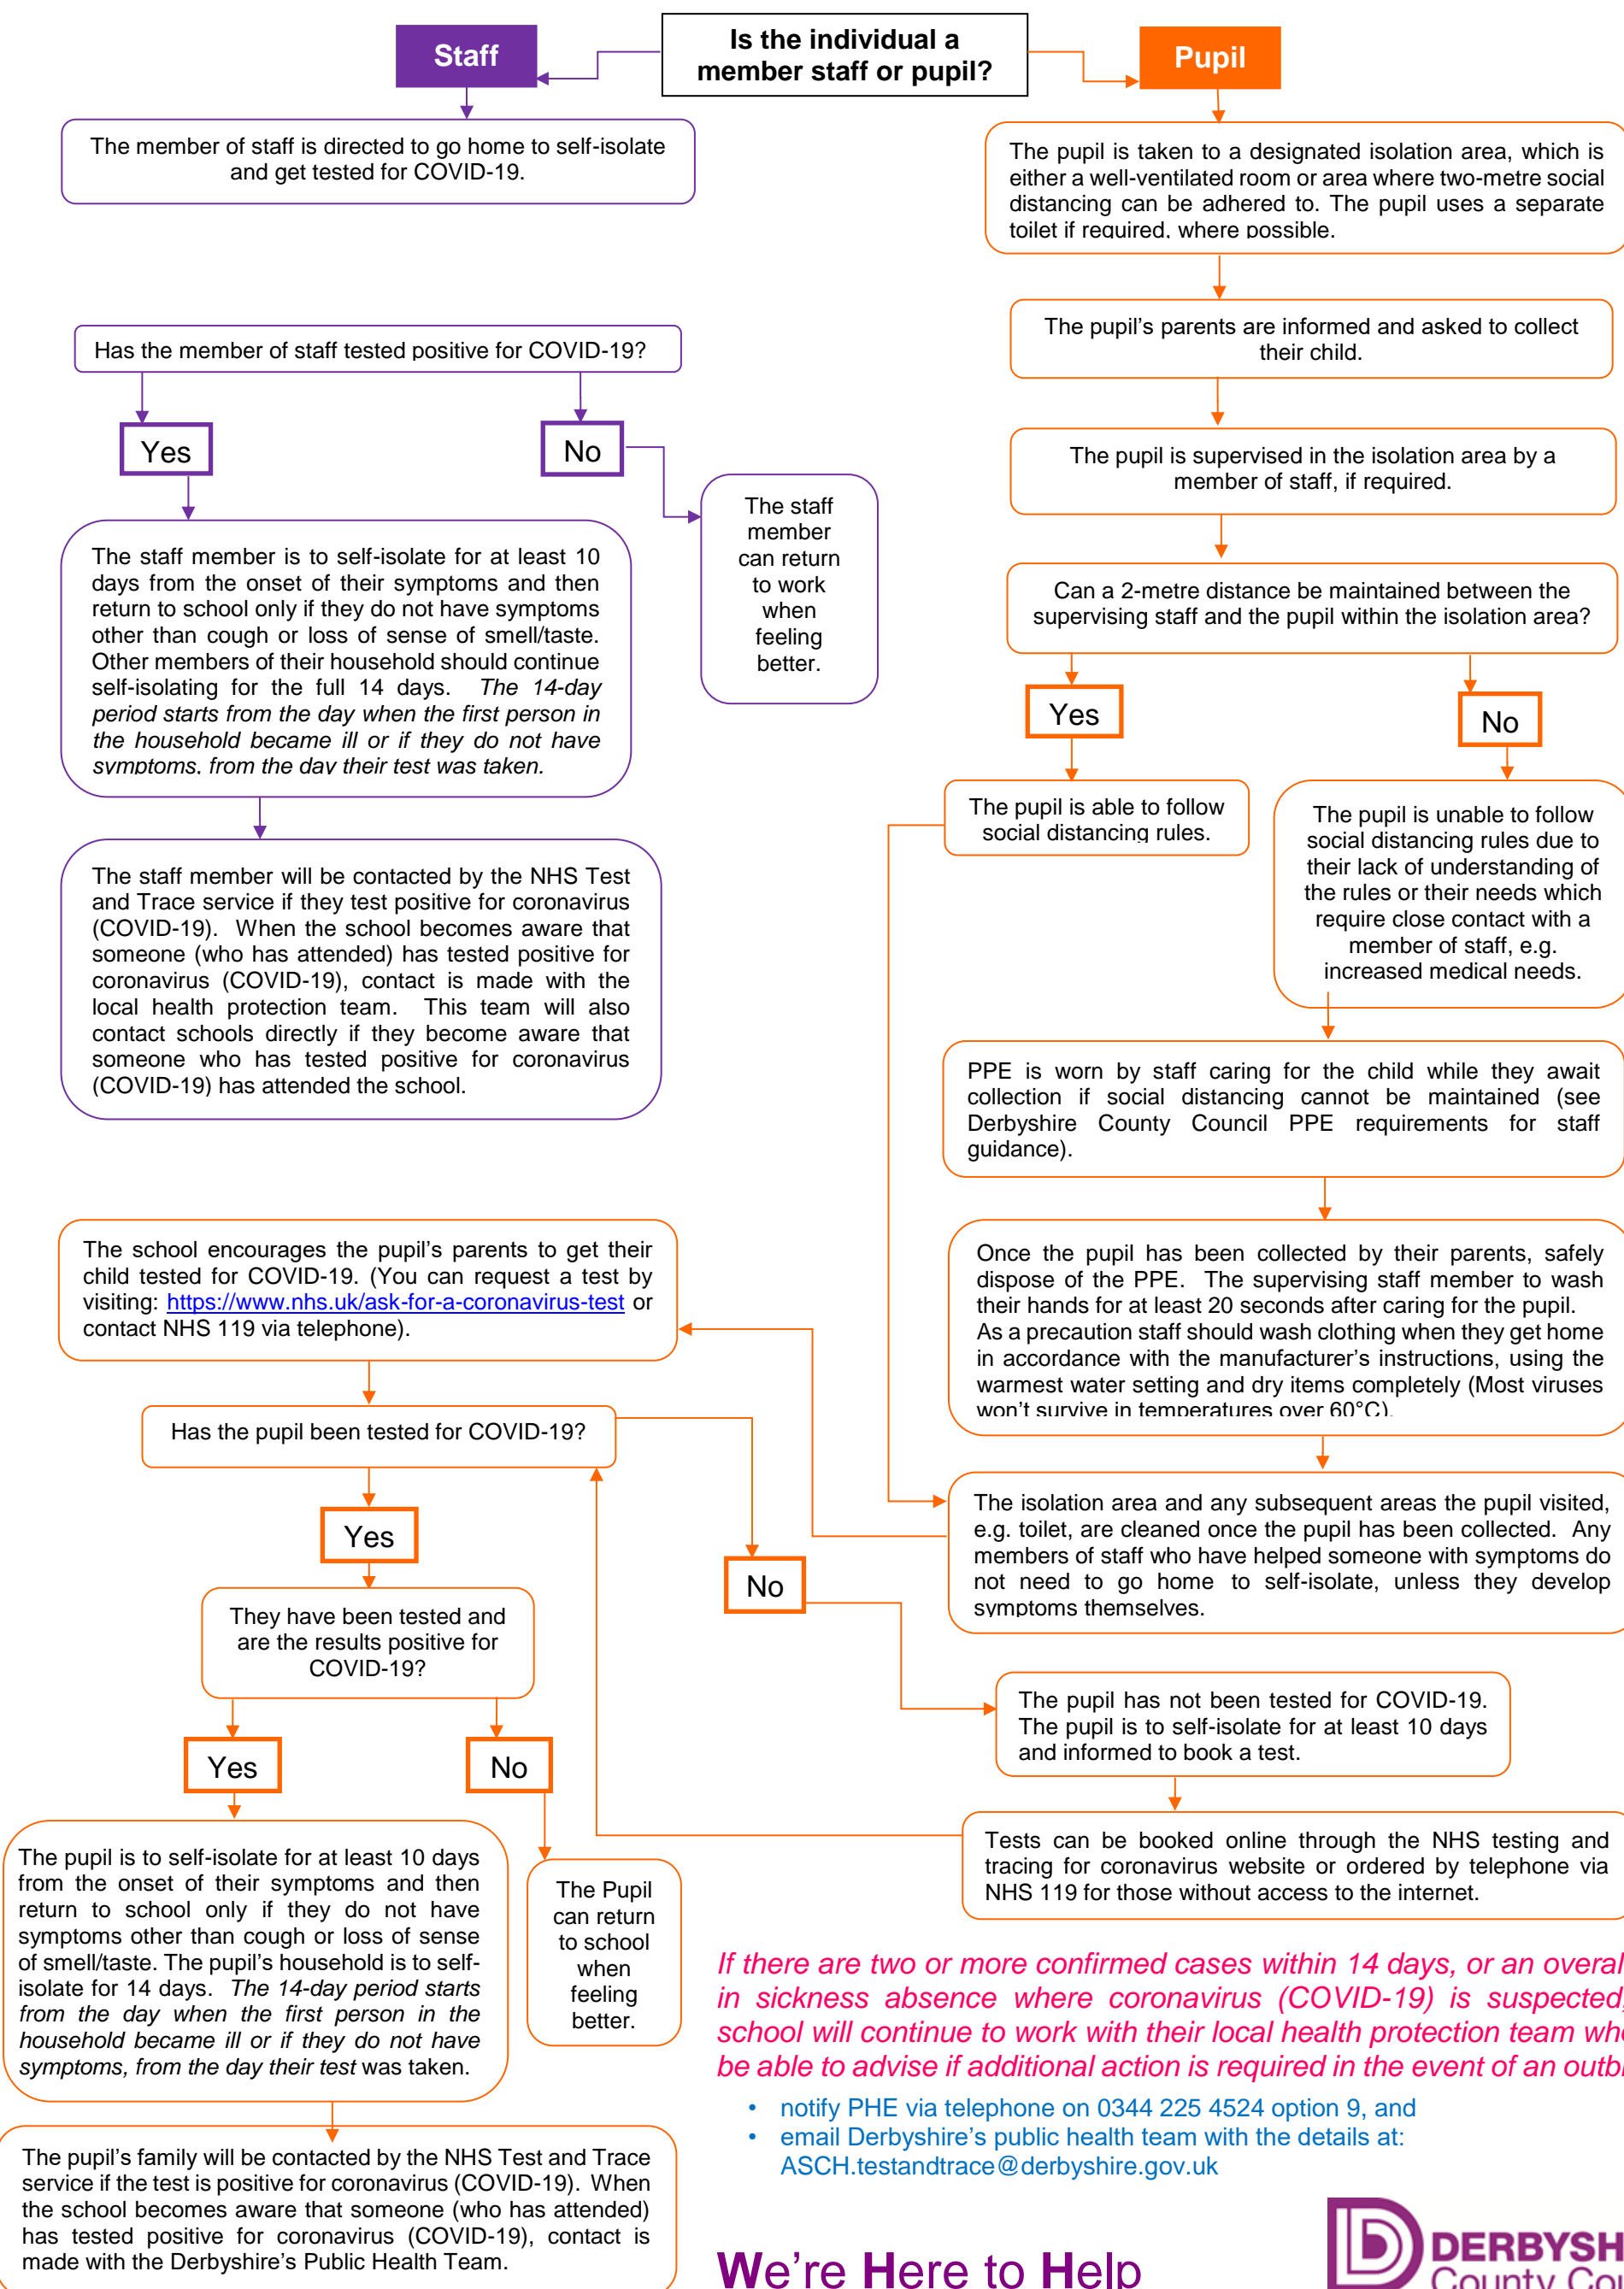 Is the individual a
member staff or pupil?
Staff
Pupil
The member of staff is directed to go home to self-isolate
and get tested for COVID-19.
Has the member of staff tested positive for COVID-19?
Yes
No
The staff
member
can return
to work
when
feeling
better.
The staff member is to self-isolate for at least 10
days from the onset of their symptoms and then
return to school only if they do not have symptoms
other than cough or loss of sense of smell/taste.
Other members of their household should continue
self-isolating for the full 14 days. The 14-day
period starts from the day when the first person in
the household became ill or if they do not have
symptoms, from the day their test was taken.
The staff member will be contacted by the NHS Test
and Trace service if they test positive for coronavirus
(COVID-19). When the school becomes aware that
someone (who has attended) has tested positive for
coronavirus (COVID-19), contact is made with the
local health protection team. This team will also
contact schools directly if they become aware that
someone who has tested positive for coronavirus
(COVID-19) has attended the school.
The pupil is taken to a designated isolation area, which is
either a well-ventilated room or area where two-metre social
distancing can be adhered to. The pupil uses a separate
toilet if required, where possible.
The pupil's parents are informed and asked to collect
their child.
The pupil is supervised in the isolation area by a
member of staff, if required.
Can a 2-metre distance be maintained between the
supervising staff and the pupil within the isolation area?
Yes
No
The pupil is able to follow
social distancing rules.
The pupil is unable to follow
social distancing rules due to
their lack of understanding of
the rules or their needs which
require close contact with a
member of staff, e.g.
increased medical needs.
PPE is worn by staff caring for the child while they await
collection if social distancing cannot be maintained (see
Derbyshire County Council PPE requirements for staff
guidance).
Once the pupil has been collected by their parents, safely
dispose of the PPE. The supervising staff member to wash
their hands for at least 20 seconds after caring for the pupil.
As a precaution staff should wash clothing when they get home
in accordance with the manufacturer's instructions, using the
warmest water setting and dry items completely (Most viruses
won't survive in temperatures over 60°C).
The isolation area and any subsequent areas the pupil visited,
e.g. toilet, are cleaned once the pupil has been collected. Any
members of staff who have helped someone with symptoms do
not need to go home to self-isolate, unless they develop
symptoms themselves.
The school encourages the pupil's parents to get their
child tested for COVID-19. (You can request a test by
visiting: https://www.nhs.uk/ask-for-a-coronavirus-test or
contact NHS 119 via telephone).
Has the pupil been tested for COVID-19?
Yes
No
They have been tested and
are the results positive for
COVID-19?
Yes
No
The pupil has not been tested for COVID-19.
The pupil is to self-isolate for at least 10 days
and informed to book a test.
Tests can be booked online through the NHS testing and
tracing for coronavirus website or ordered by telephone via
NHS 119 for those without access to the internet.
The pupil is to self-isolate for at least 10 days
from the onset of their symptoms and then
return to school only if they do not have
symptoms other than cough or loss of sense
of smell/taste. The pupil's household is to self-
isolate for 14 days. The 14-day period starts
from the day when the first person in the
household became ill or if they do not have
symptoms, from the day their test was taken.
The Pupil
can return
to school
when
feeling
better.
The pupil's family will be contacted by the NHS Test and Trace
service if the test is positive for coronavirus (COVID-19). When
the school becomes aware that someone (who has attended)
has tested positive for coronavirus (COVID-19), contact is
made with the Derbyshire's Public Health Team.
If there are two or more confirmed cases within 14 days, or an
in sickness absence where coronavirus (COVID-19) is suspected
school will continue to work with their local health protection team
be able to advise if additional action is required in the event of an
• notify PHE via telephone on 0344 225 4524 option 9, and
• email Derbyshire's public health team with the details at:
ASCH.testandtrace@derbyshire.gov.uk
We're Here to Help
County